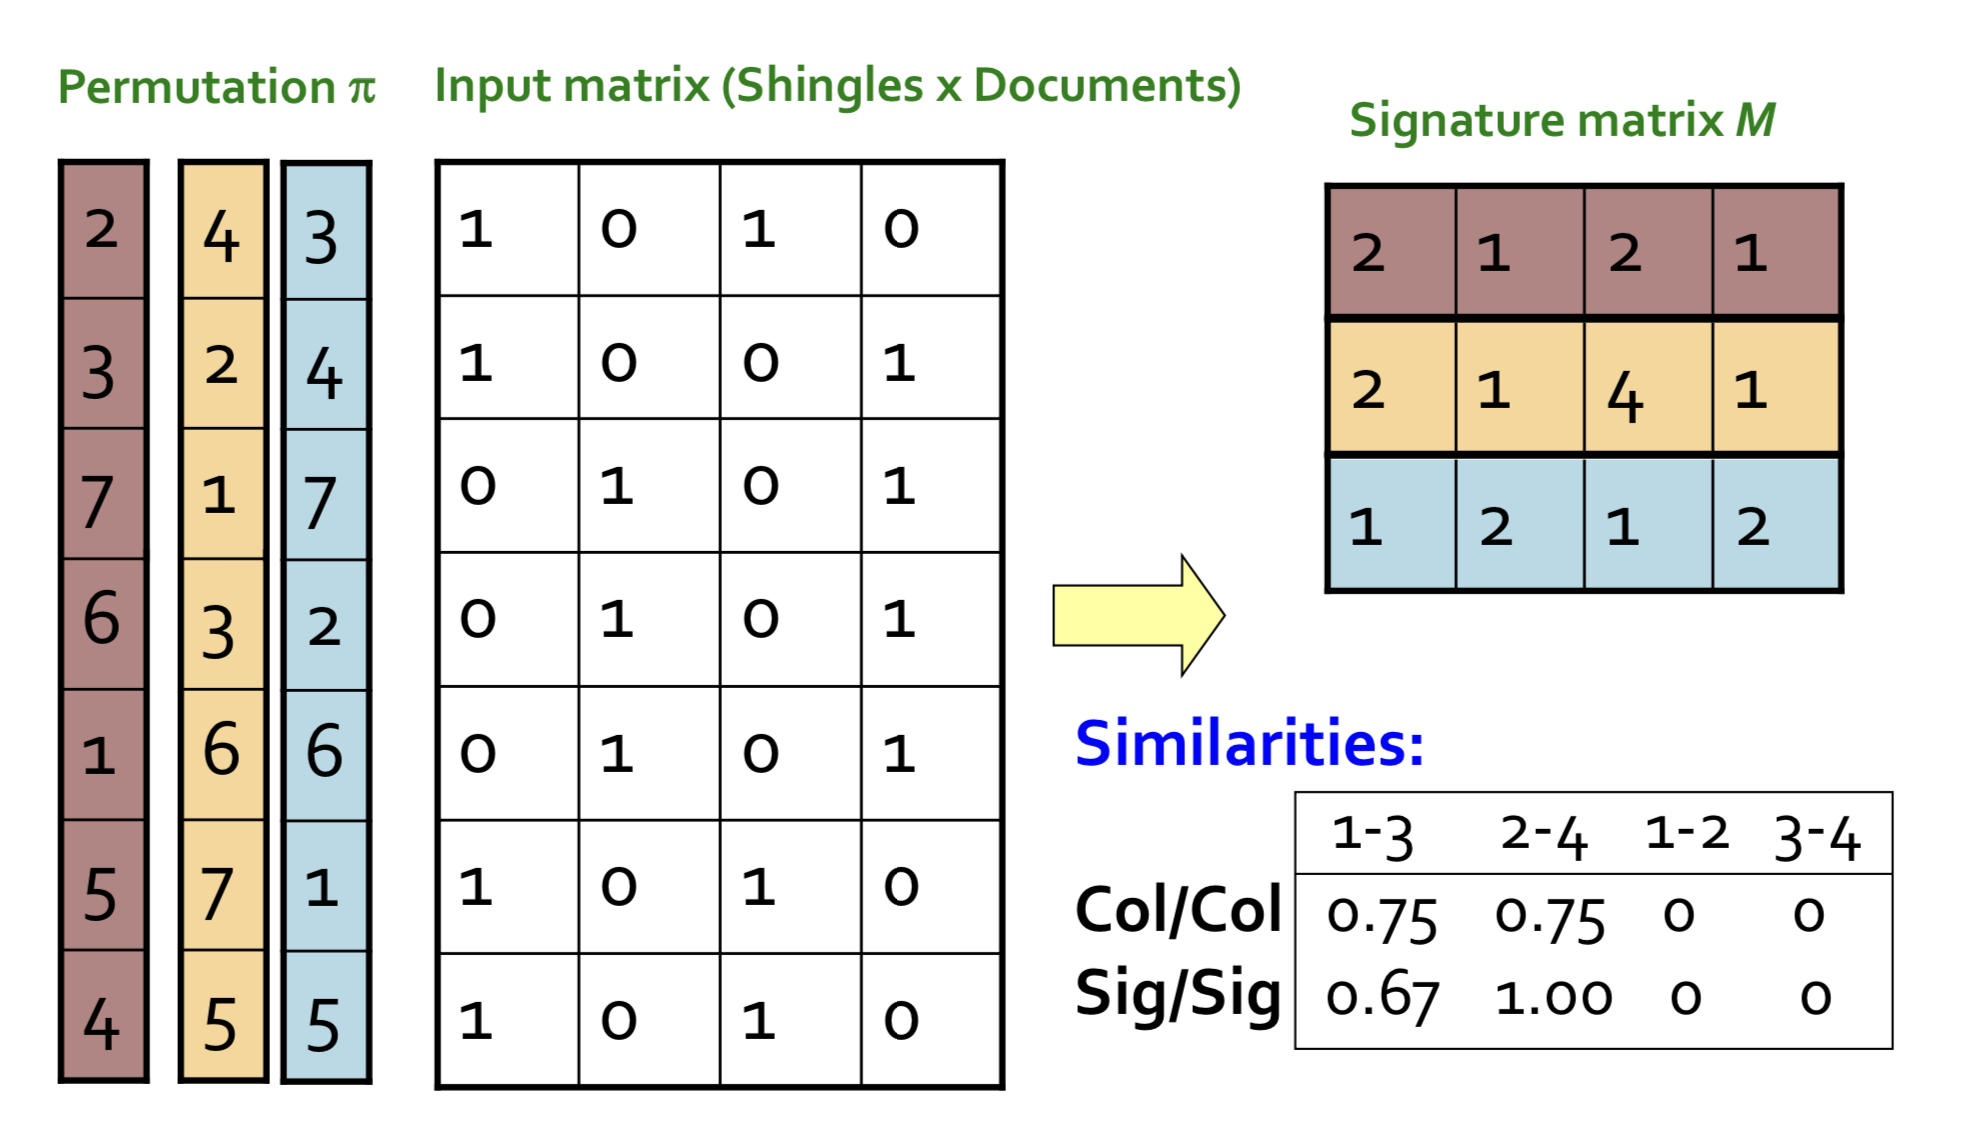 Permutation π
Input matrix (Shingles x Documents)
Signature matrix M
2 4 3 1 0 1 0
3 2 4 1 0 0 1
7 1 7 0 1 0 1
6 3 2 0 1 0 1
1 6 6 0 1 0 1
5 7 1 1 0 1 0
4 5 5 1 0 1 0
2 1 2 1
2 1 4 1
1 2 1 2
Similarities:
1-3 2-4 1-2 3-4
Col/Col 0.75 0.75 0 0
Sig/Sig 0.67 1.00 0 0